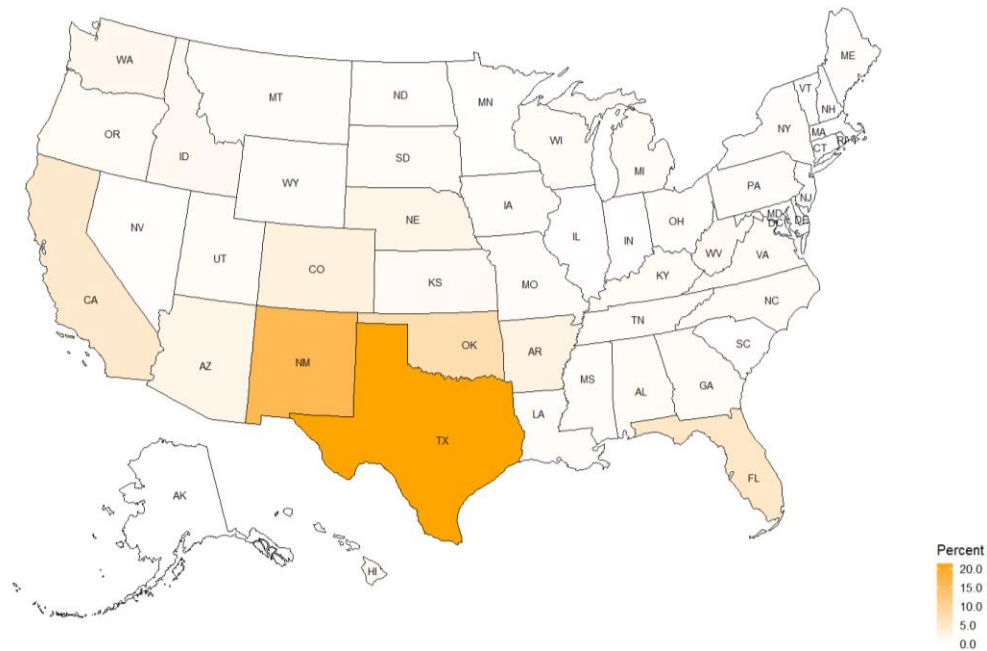 WA
MT
ND
MN
ME
VT
NH
OR
ID
SD
WI
MI
NY
MA
CT
WY
IA
PA
NJ
NV
NE
IL
IN
OH
MD
DE
DC
UT
CO
KS
MO
KY
WV
VA
CA
AZ
NM
OK
AR
TN
NC
SC
TX
LA
MS
AL
GA
FL
AK
HI
Percent
20.0
15.0
10.0
5.0
0.0